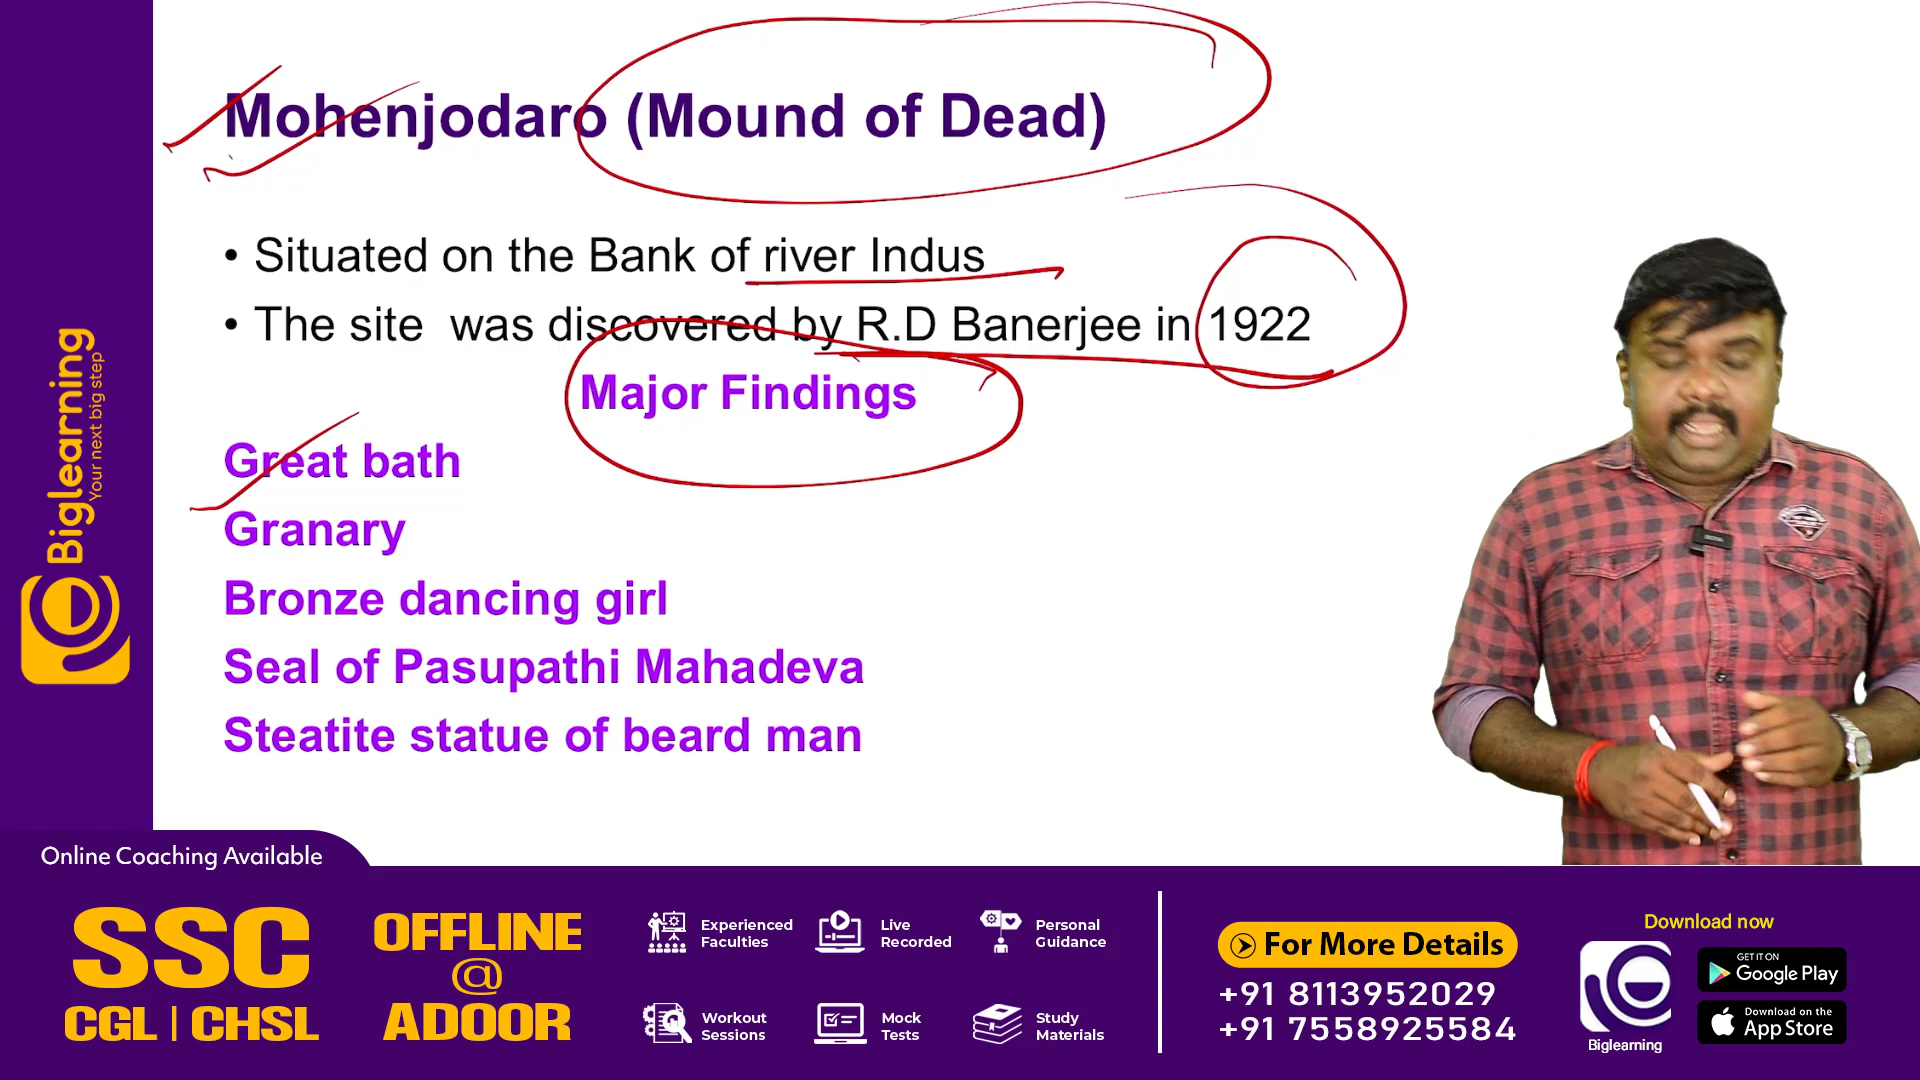 Mohenjodaro (Mound of Dead)
• Situated on the Bank of river Indus
• The site was discovered by R.D Banerjee in 1922
Major Findings
Great bath
Granary
Bronze dancing girl
Seal of Pasupathi Mahadeva
Steatite statue of beard man
Biglearning
Your next big step
Online Coaching Available
SSC
CGL | CHSL
OFFLINE
@
ADOOR
Experienced
Faculties
Live
Recorded
Personal
Guidance
Workout
Sessions
Mock
Tests
Study
Materials
For More Details
+91 8113952029
+91 7558925584
Download now
Biglearning
GET IT ON
Google Play
Download on the
App Store